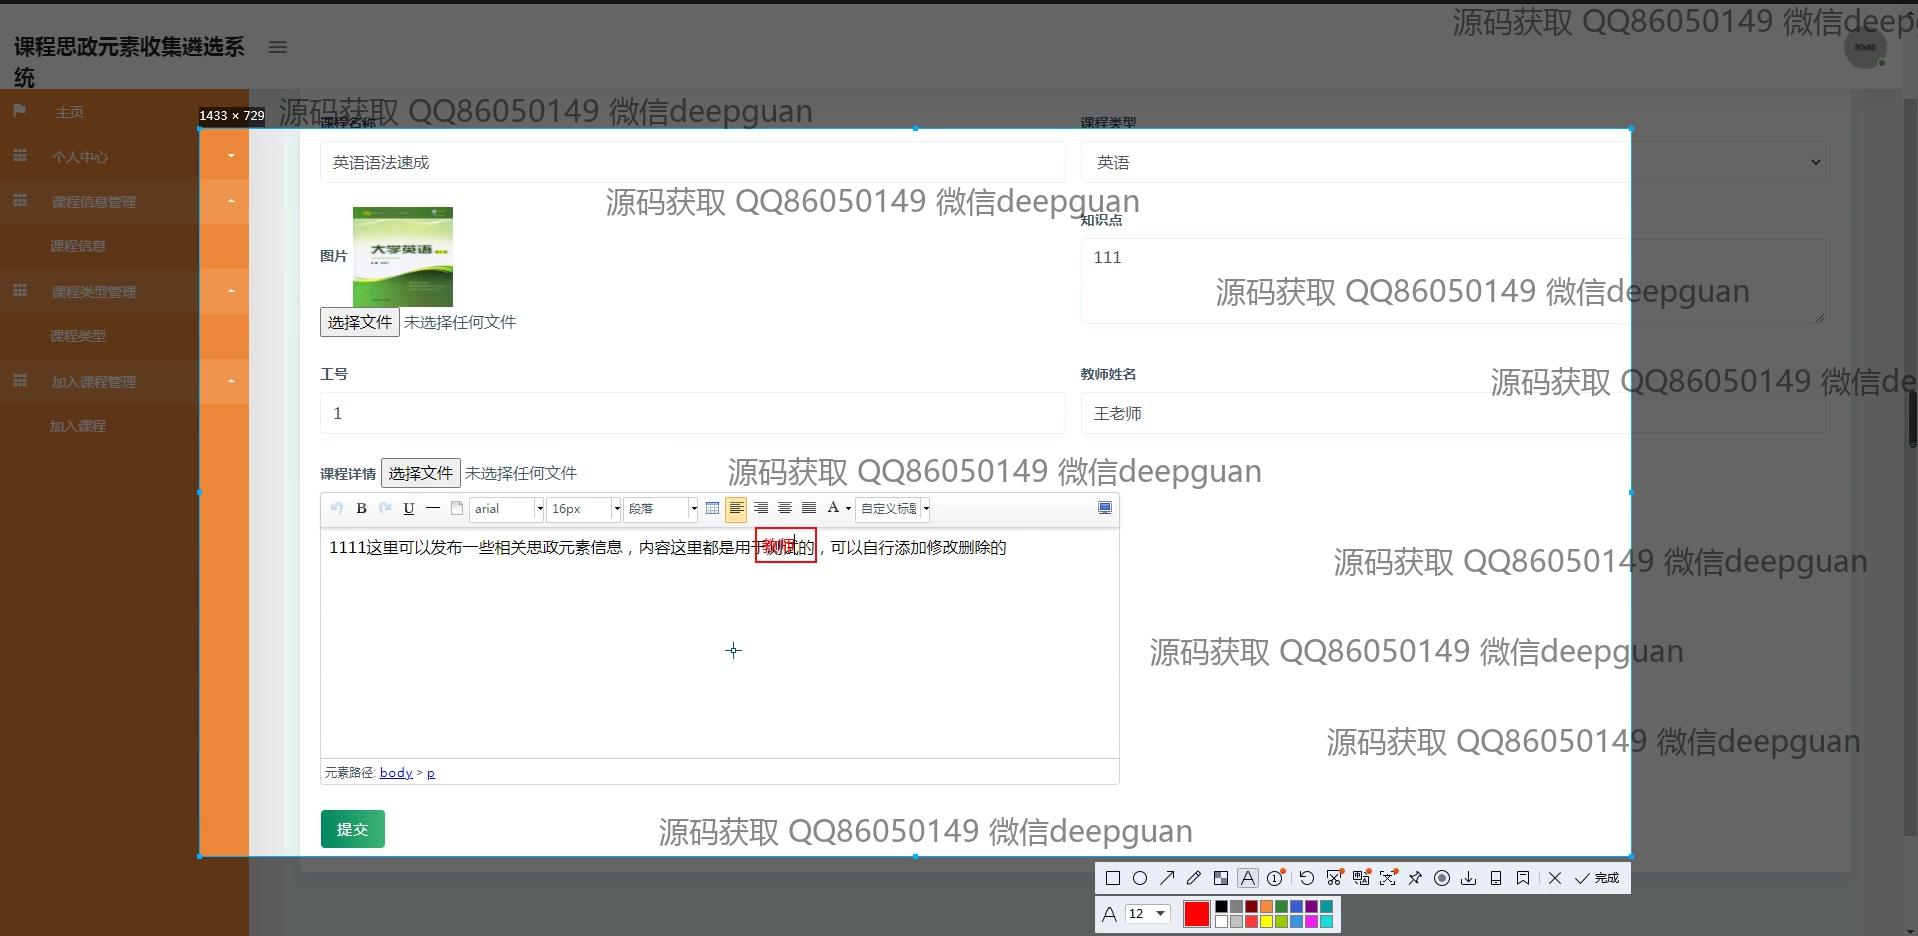 源码获取 QQ86050149 微信deepg
课程思政元素收集遴选系
统
80x80
主页
1433 × 729
源码获取 QQ86050149 微信deepguan
课程名称
课程类型
个人中心
英语语法速成
英语
课程信息管理
源码获取 QQ86050149 微信deepguan
知识点
课程信息
大学英语
图片
111
课程类型管理
源码获取 QQ86050149 微信deepguan
选择文件 未选择任何文件
课程类型
工号
教师姓名
加入课程管理
源码获取 QQ86050149 微信de
1
王老师
加入课程
课程详情 选择文件 未选择任何文件
源码获取 QQ86050149 微信deepguan
B U arial 16px 段落 A 自定义标题
1111这里可以发布一些相关思政元素信息，内容这里都是用于测试的，可以自行添加修改删除的
教师
源码获取 QQ86050149 微信deepguan
源码获取 QQ86050149 微信deepguan
源码获取 QQ86050149 微信deepguan
元素路径: body > p
提交
源码获取 QQ86050149 微信deepguan
A 1 完成
A 12